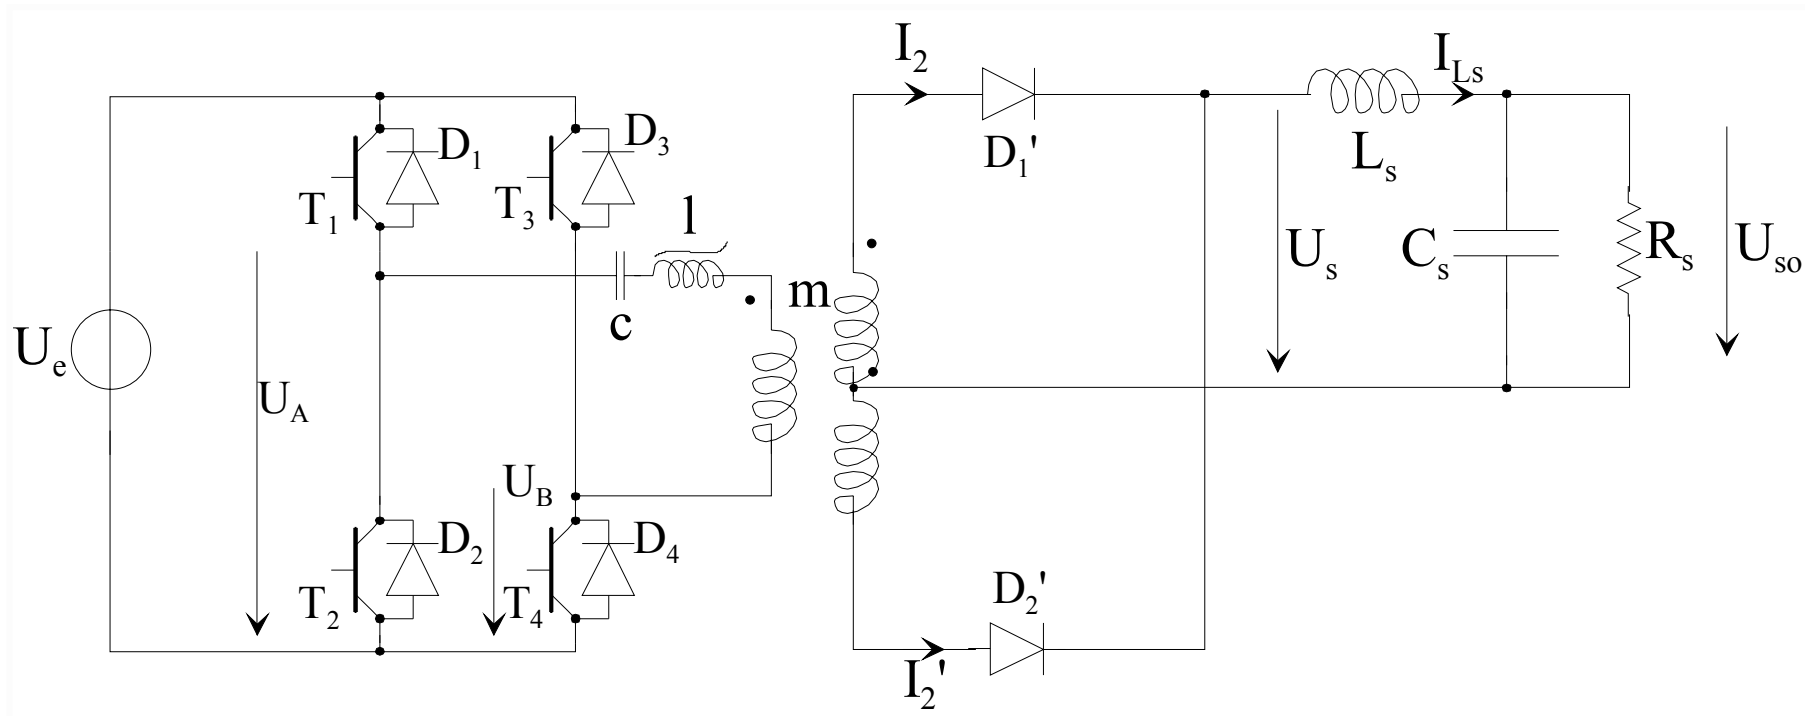 I2
ILs
D1'
Ls
D1
D3
T1
T3
l
c
m
Us
Cs
Rs
Uso
Ue
UA
UB
D2
D4
T2
T4
D2'
I2'